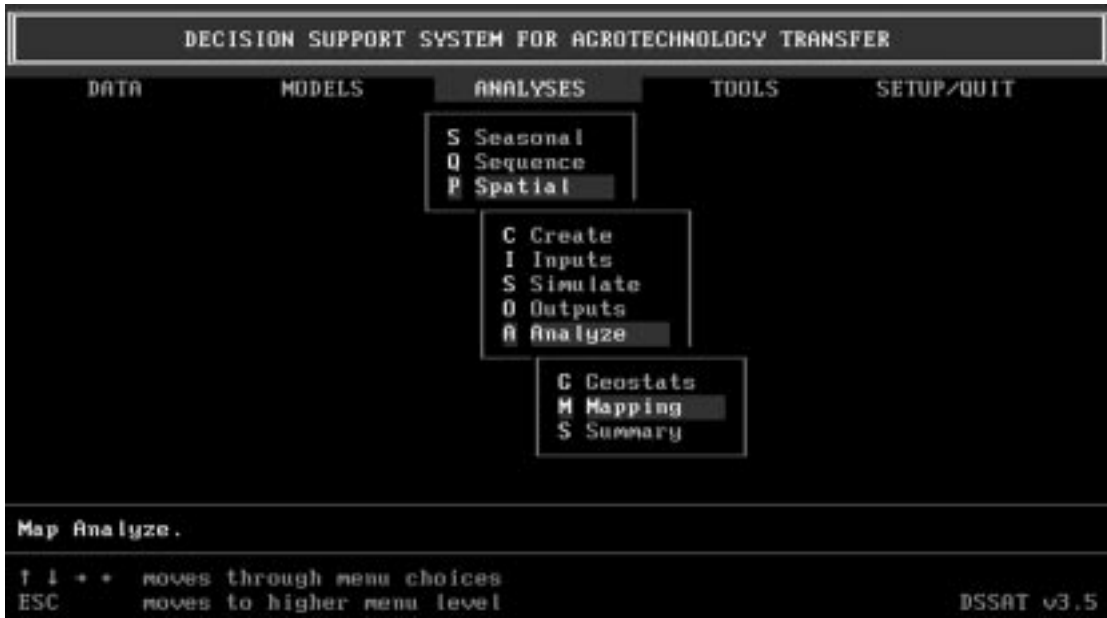 DECISION SUPPORT SYSTEM FOR AGROTECHNOLOGY TRANSFER
DATA MODELS ANALYSES TOOLS SETUP/QUIT
S Seasonal
Q Sequence
P Spatial
C Create
I Inputs
S Simulate
O Outputs
A Analyze
G Geostats
M Mapping
S Summary
Map Analyze.
↑ ↓ → ← moves through menu choices
ESC moves to higher menu level DSSAT v3.5